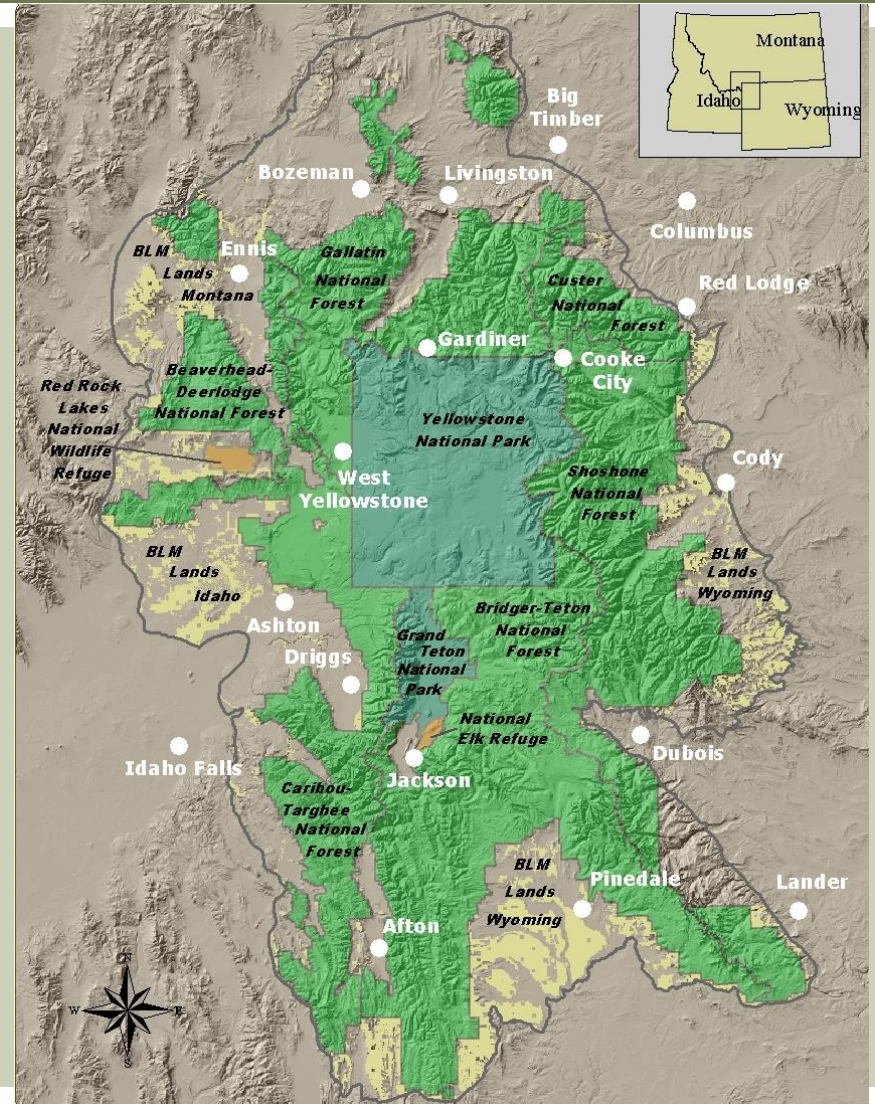 Montana
Idaho
Wyoming
Big
Timber
Bozeman
Livingston
Columbus
BLM
Lands
Montana
Ennis
Gallatin
National
Forest
Custer
National
Forest
Red Lodge
Gardiner
Cooke
City
Beaverhead-
Deerlodge
National Forest
Red Rock
Lakes
National
Wildlife
Refuge
Yellowstone
National Park
West
Yellowstone
Shoshone
National
Forest
Cody
BLM
Lands
Idaho
BLM
Lands
Wyoming
Ashton
Bridger-Teton
National
Forest
Grand
Teton
National
Park
Driggs
National
Elk Refuge
Idaho Falls
Jackson
Dubois
Caribou-
Targhee
National
Forest
BLM
Lands
Wyoming
Pinedale
Lander
Afton
N
W
E
S